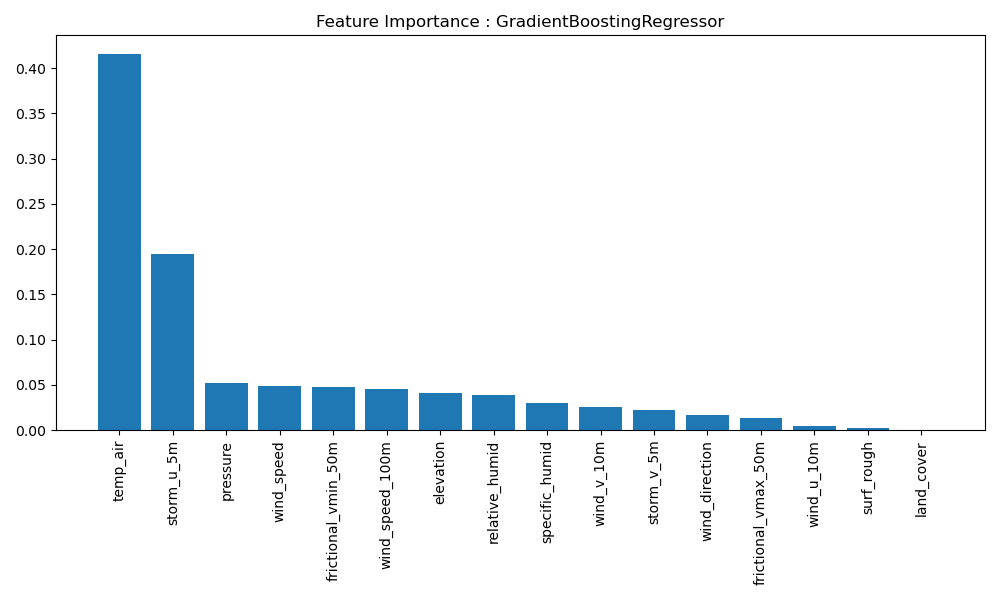 Feature Importance : GradientBoostingRegressor
0.40
0.35
0.30
0.25
0.20
0.15
0.10
0.05
0.00
temp_air
storm_u_5m
pressure
wind_speed
frictional_vmin_50m
wind_speed_100m
elevation
relative_humid
specific_humid
wind_v_10m
storm_v_5m
wind_direction
frictional_vmax_50m
wind_u_10m
surf_rough
land_cover